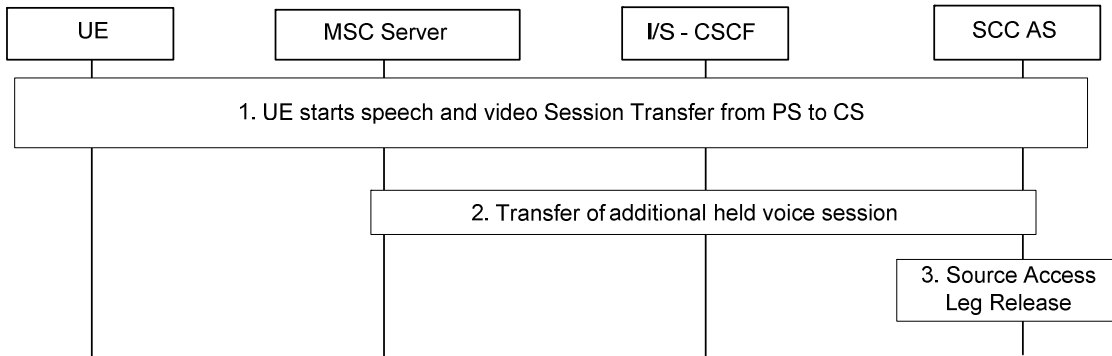 UE
MSC Server
I/S - CSCF
SCC AS
1. UE starts speech and video Session Transfer from PS to CS
2. Transfer of additional held voice session
3. Source Access
Leg Release